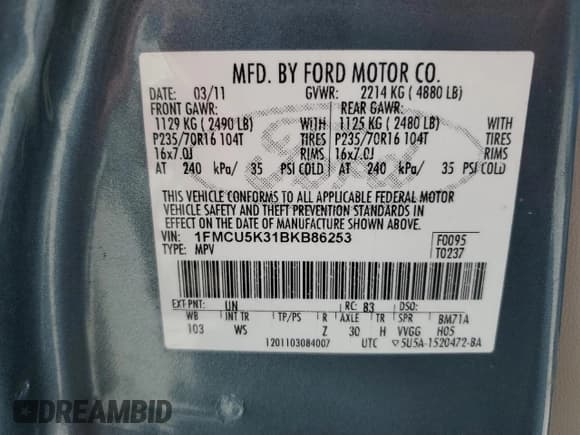 MFD. BY FORD MOTOR CO.
DATE: 03/11 GVWR: 2214 KG ( 4880 LB)
FRONT GAWR: REAR GAWR:
1129 KG ( 2490 LB) WITH 1125 KG ( 2480 LB) WITH
P235/70R16 104T TIRES P235/70R16 104T TIRES
16x7.0J RIMS 16x7.0J RIMS
AT 240 kPa/ 35 PSI COLD AT 240 kPa/ 35 PSI COLD
THIS VEHICLE CONFORMS TO ALL APPLICABLE FEDERAL MOTOR
VEHICLE SAFETY AND THEFT PREVENTION STANDARDS IN
EFFECT ON THE DATE OF MANUFACTURE SHOWN ABOVE.
VIN: 1FMCU5K31BKB86253 F0095
TYPE: MPV T0237
EXT PNT: UN RC: 83 DSO:
WB INT TR TP/PS R AXLE TR SPR BM71A
103 WS Z 30 H VVGG H05
1201103084007 UTC ▽5U5A-1520472-BA
Ford
DREAMBID